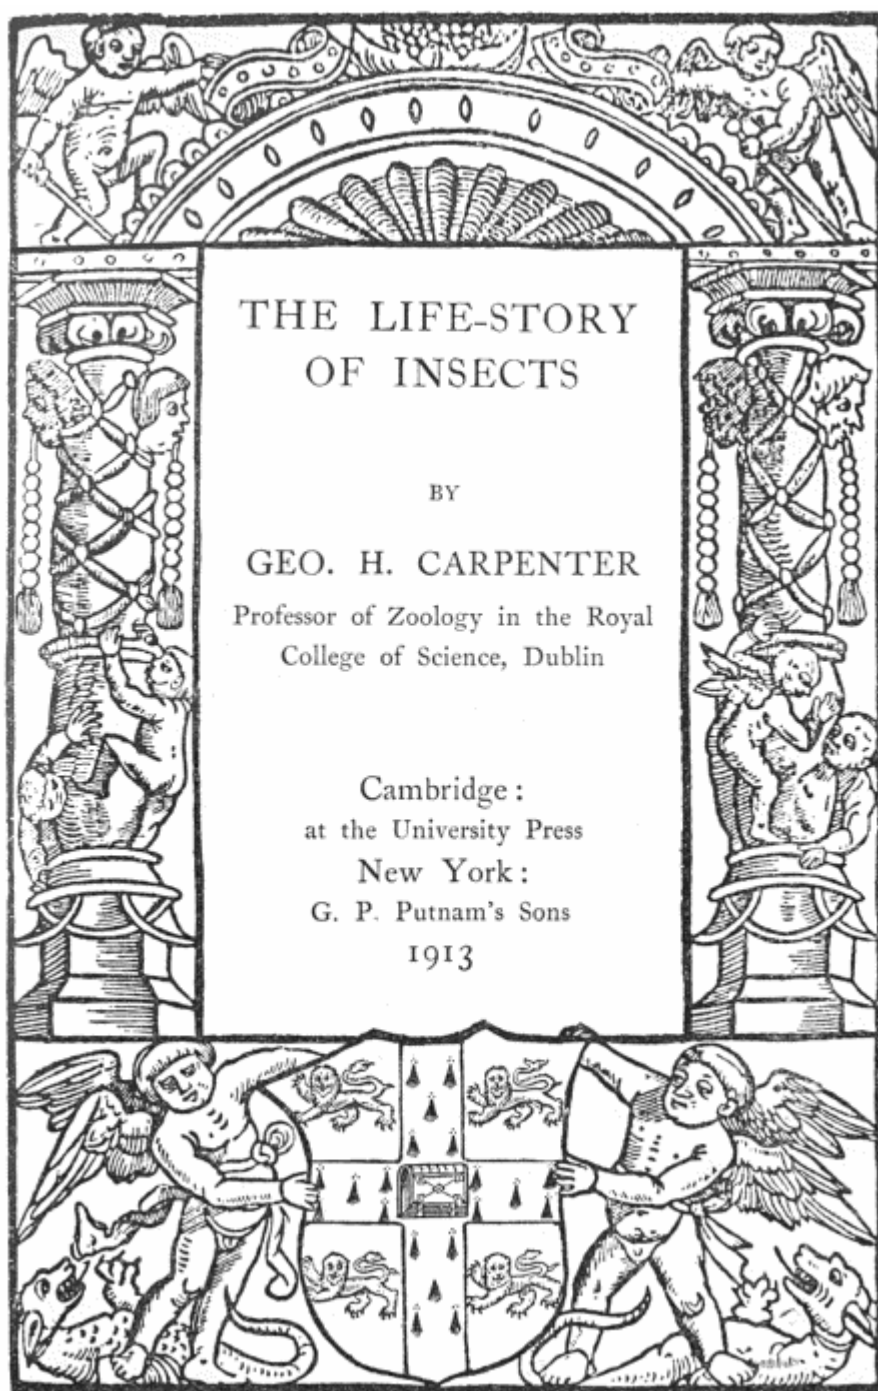 THE LIFE-STORY
OF INSECTS
BY
GEO. H. CARPENTER
Professor of Zoology in the Royal
College of Science, Dublin
Cambridge:
at the University Press
New York:
G. P. Putnam's Sons
1913